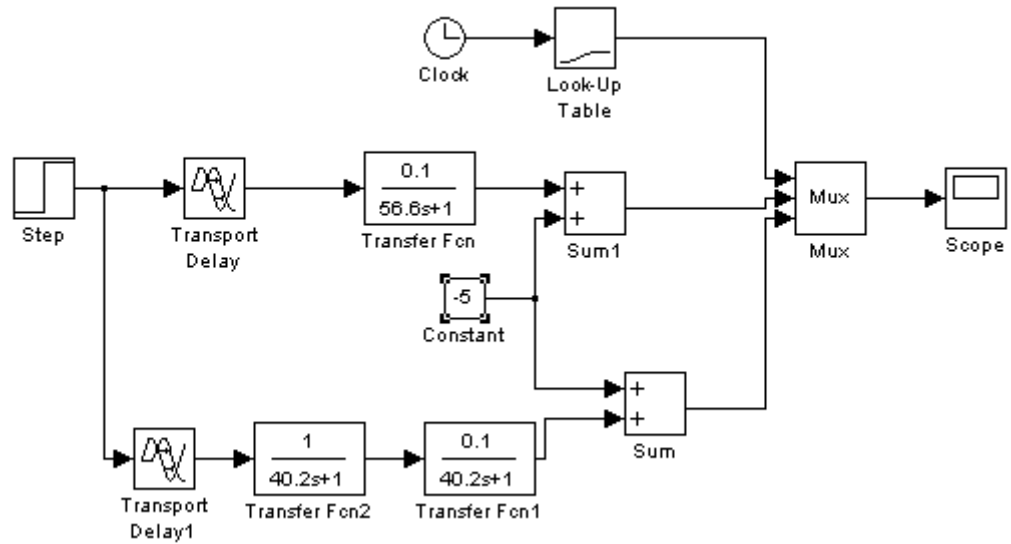 Clock
Look-Up
Table
Step
Transport
Delay
0.1
56.6s+1
Transfer Fcn
+
+
Sum1
Mux
Mux
Scope
-5
Constant
+
+
Sum
Transport
Delay1
1
40.2s+1
Transfer Fcn2
0.1
40.2s+1
Transfer Fcn1